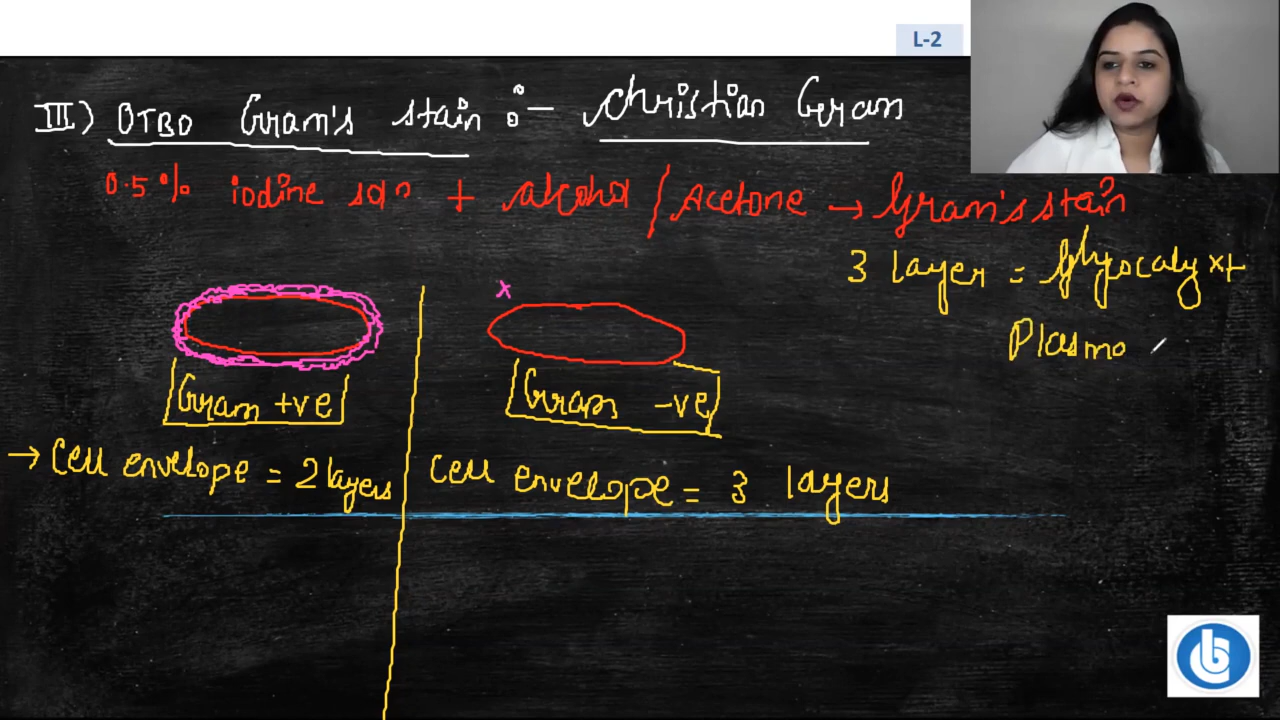 L-2
III) OTBO Gram's stain :- Christian Gram
0.5% iodine solⁿ + alcohol / Acetone → Gram's stain
3 layer = Glycocalyx +
Plasmo
x
Gram +ve
Gram -ve
→ Cell envelope = 2 layers
Cell envelope = 3 layers